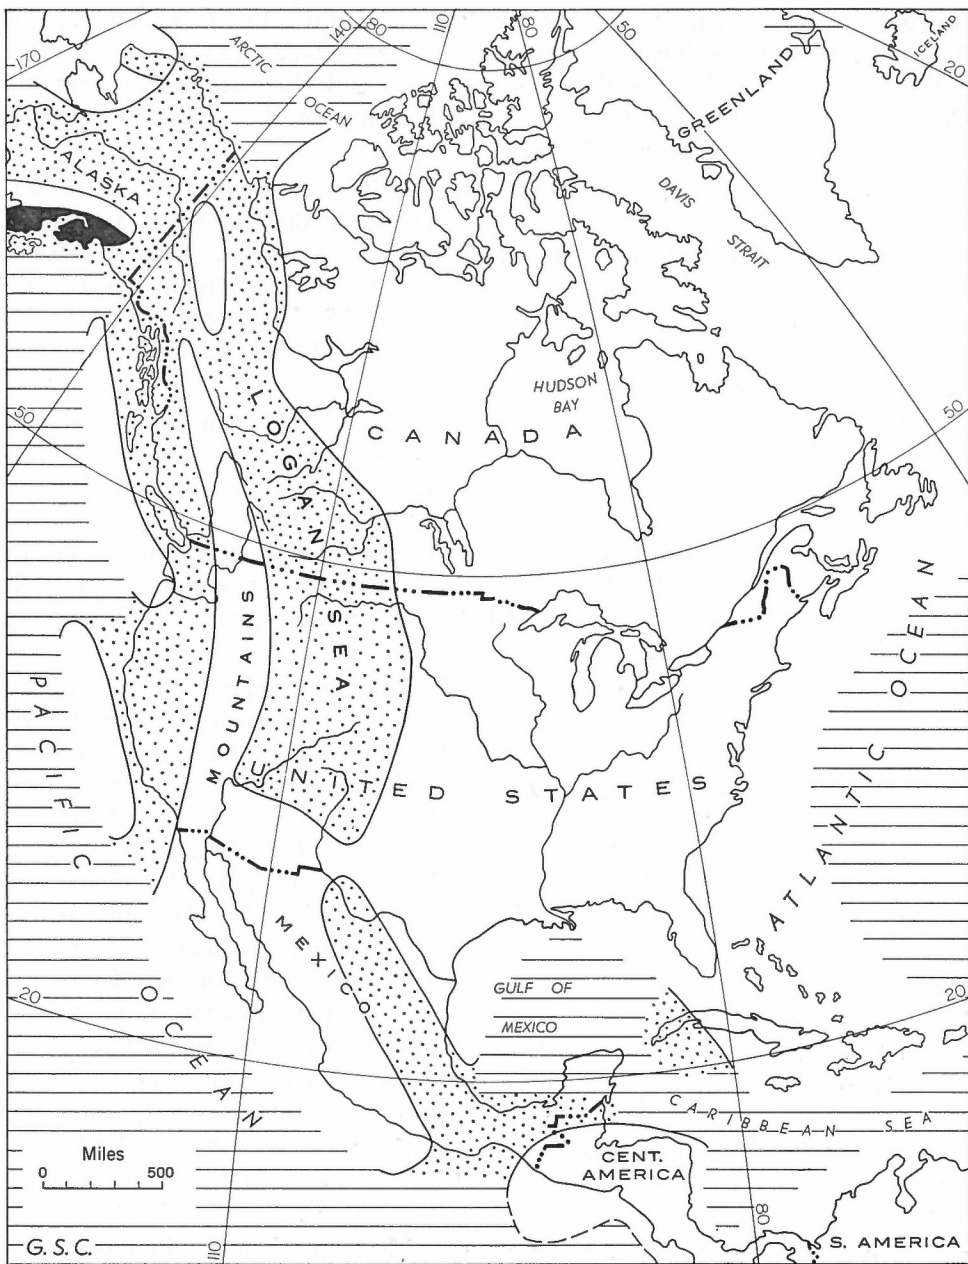 170
140
80
110
80
50
20
ARCTIC
OCEAN
ICELAND
GREENLAND
ALASKA
DAVIS
STRAIT
HUDSON
BAY
50
CANADA
50
LOGAN SEA
MOUNTAINS
UNITED STATES
PACIFIC OCEAN
ATLANTIC OCEAN
MEXICO
GULF OF
MEXICO
20
20
CARIBBEAN SEA
CENT.
AMERICA
Miles
0 500
80
G.S.C.
110
S. AMERICA